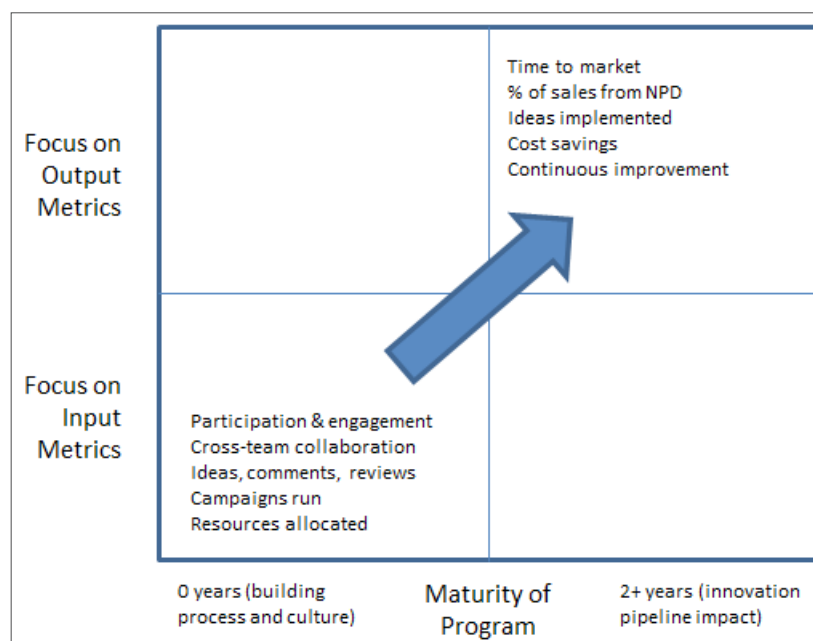 Time to market
% of sales from NPD
Ideas implemented
Cost savings
Continuous improvement
Focus on
Output
Metrics
Focus on
Input
Metrics
Participation & engagement
Cross-team collaboration
Ideas, comments, reviews
Campaigns run
Resources allocated
0 years (building
process and culture)
Maturity of
Program
2+ years (innovation
pipeline impact)